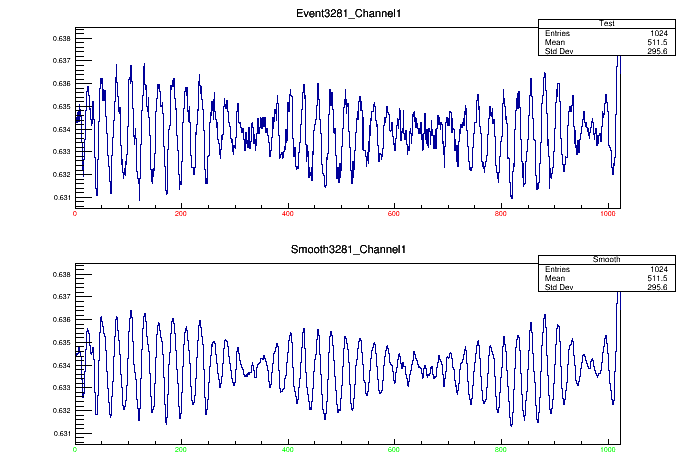 Event3281_Channel1
Test
Entries 1024
Mean 511.5
Std Dev 295.6
0.638
0.637
0.636
0.635
0.634
0.633
0.632
0.631
0 200 400 600 800 1000
Smooth3281_Channel1
Smooth
Entries 1024
Mean 511.5
Std Dev 295.6
0.638
0.637
0.636
0.635
0.634
0.633
0.632
0.631
0 200 400 600 800 1000